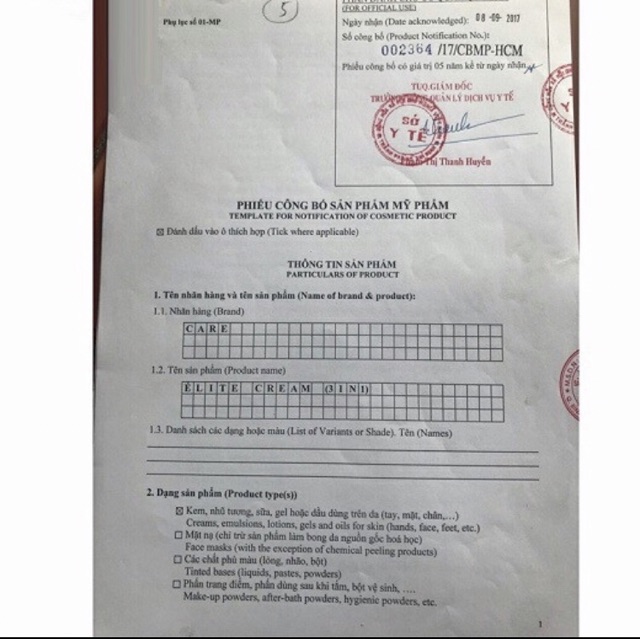 5
(FOR OFFICIAL USE)
Phụ lục số 01-MP
Ngày nhận (Date acknowledged): 08 -09- 2017
Số công bố (Product Notification No.):
002364 /17/CBMP-HCM
Phiếu công bố có giá trị 05 năm kể từ ngày nhận
TUQ.GIÁM ĐỐC
QUẢN LÝ DỊCH VỤ Y TẾ
SỞ
Y TẾ
Thị Thanh Huyền
PHIẾU CÔNG BỐ SẢN PHẨM MỸ PHẨM
TEMPLATE FOR NOTIFICATION OF COSMETIC PRODUCT
☒ Đánh dấu vào ô thích hợp (Tick where applicable)
THÔNG TIN SẢN PHẨM
PARTICULARS OF PRODUCT
1. Tên nhãn hàng và tên sản phẩm (Name of brand & product):
1.1. Nhãn hàng (Brand)
CARE
1.2. Tên sản phẩm (Product name)
ELITE CREAM (3IN1)
1.3. Danh sách các dạng hoặc màu (List of Variants or Shade). Tên (Names)
2. Dạng sản phẩm (Product type(s))
☒ Kem, nhũ tương, sữa, gel hoặc dầu dùng trên da (tay, mặt, chân,...)
Creams, emulsions, lotions, gels and oils for skin (hands, face, feet, etc.)
☐ Mặt nạ (chỉ trừ sản phẩm làm bong da nguồn gốc hoá học)
Face masks (with the exception of chemical peeling products)
☐ Các chất phủ màu (lỏng, nhão, bột)
Tinted bases (liquids, pastes, powders)
☐ Phấn trang điểm, phấn dùng sau khi tắm, bột vệ sinh, ....
Make-up powders, after-bath powders, hygienic powders, etc.
1